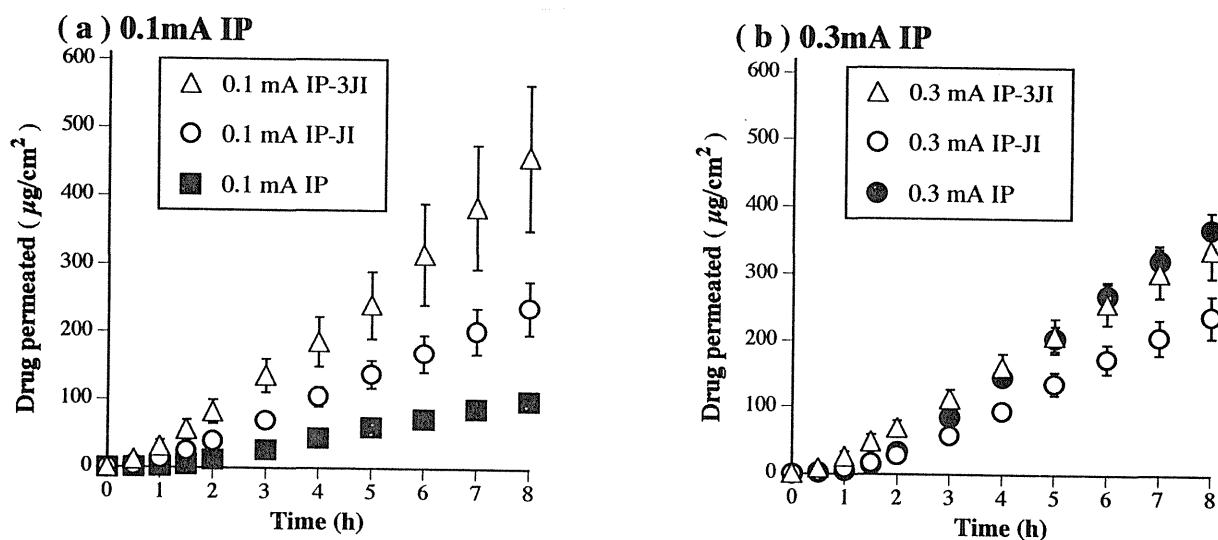 ( a ) 0.1mA IP
600
500
400
300
200
100
0
Drug permeated ( µg/cm²)
0.1 mA IP-3JI
0.1 mA IP-JI
0.1 mA IP
0 1 2 3 4 5 6 7 8
Time (h)
( b ) 0.3mA IP
600
500
400
300
200
100
0
Drug permeated ( µg/cm²)
0.3 mA IP-3JI
0.3 mA IP-JI
0.3 mA IP
0 1 2 3 4 5 6 7 8
Time (h)